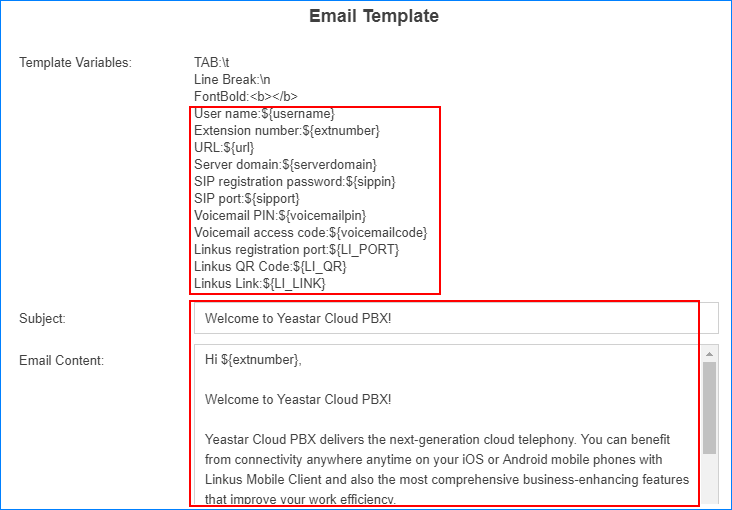 Email Template
Template Variables: TAB:\t
Line Break:\n
FontBold:<b></b>
User name:${username}
Extension number:${extnumber}
URL:${url}
Server domain:${serverdomain}
SIP registration password:${sippin}
SIP port:${sipport}
Voicemail PIN:${voicemailpin}
Voicemail access code:${voicemailcode}
Linkus registration port:${LI_PORT}
Linkus QR Code:${LI_QR}
Linkus Link:${LI_LINK}
Subject: Welcome to Yeastar Cloud PBX!
Email Content: Hi ${extnumber},
Welcome to Yeastar Cloud PBX!
Yeastar Cloud PBX delivers the next-generation cloud telephony. You can benefit
from connectivity anywhere anytime on your iOS or Android mobile phones with
Linkus Mobile Client and also the most comprehensive business-enhancing features
that improve your work efficiency.